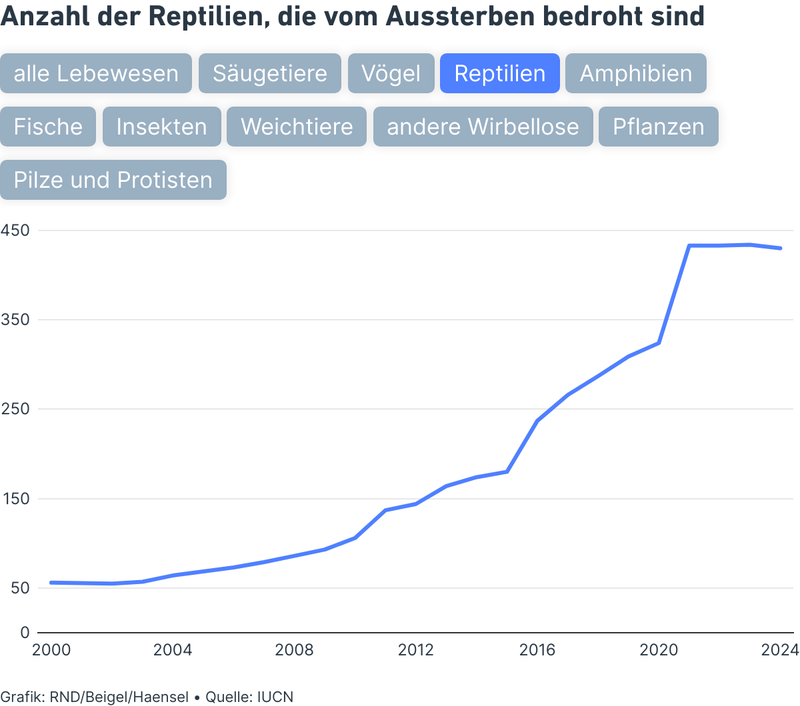 Anzahl der Reptilien, die vom Aussterben bedroht sind
alle Lebewesen Säugetiere Vögel Reptilien Amphibien
Fische Insekten Weichtiere andere Wirbellose Pflanzen
Pilze und Protisten
450
350
250
150
50
0
2000 2004 2008 2012 2016 2020 2024
Grafik: RND/Beigel/Haensel • Quelle: IUCN